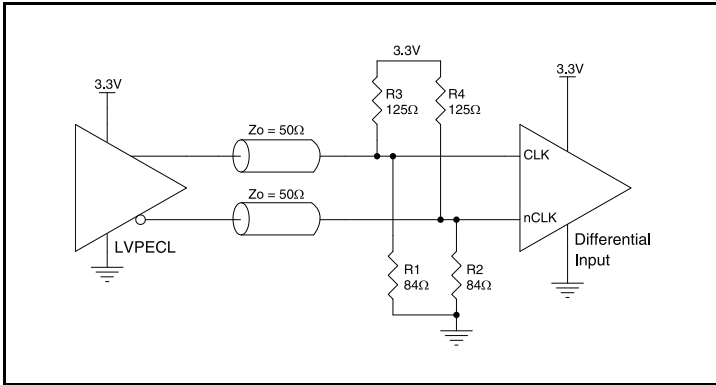 3.3V
3.3V
3.3V
R3
125Ω
R4
125Ω
Zo = 50Ω
CLK
Zo = 50Ω
nCLK
LVPECL
Differential
Input
R1
84Ω
R2
84Ω